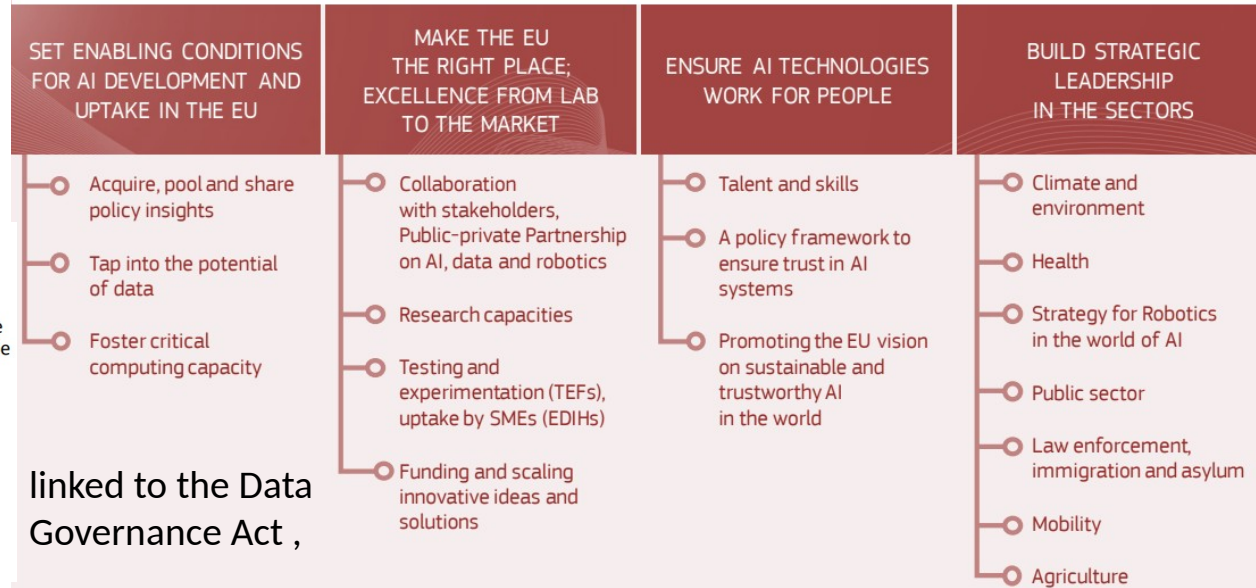 SET ENABLING CONDITIONS
FOR AI DEVELOPMENT AND
UPTAKE IN THE EU
Acquire, pool and share
policy insights
Tap into the potential
of data
Foster critical
computing capacity
linked to the Data
Governance Act ,
MAKE THE EU
THE RIGHT PLACE;
EXCELLENCE FROM LAB
TO THE MARKET
Collaboration
with stakeholders,
Public-private Partnership
on AI, data and robotics
Research capacities
Testing and
experimentation (TEFs),
uptake by SMEs (EDIHs)
Funding and scaling
innovative ideas and
solutions
ENSURE AI TECHNOLOGIES
WORK FOR PEOPLE
Talent and skills
A policy framework to
ensure trust in AI
systems
Promoting the EU vision
on sustainable and
trustworthy AI
in the world
BUILD STRATEGIC
LEADERSHIP
IN THE SECTORS
Climate and
environment
Health
Strategy for Robotics
in the world of AI
Public sector
Law enforcement,
immigration and asylum
Mobility
Agriculture